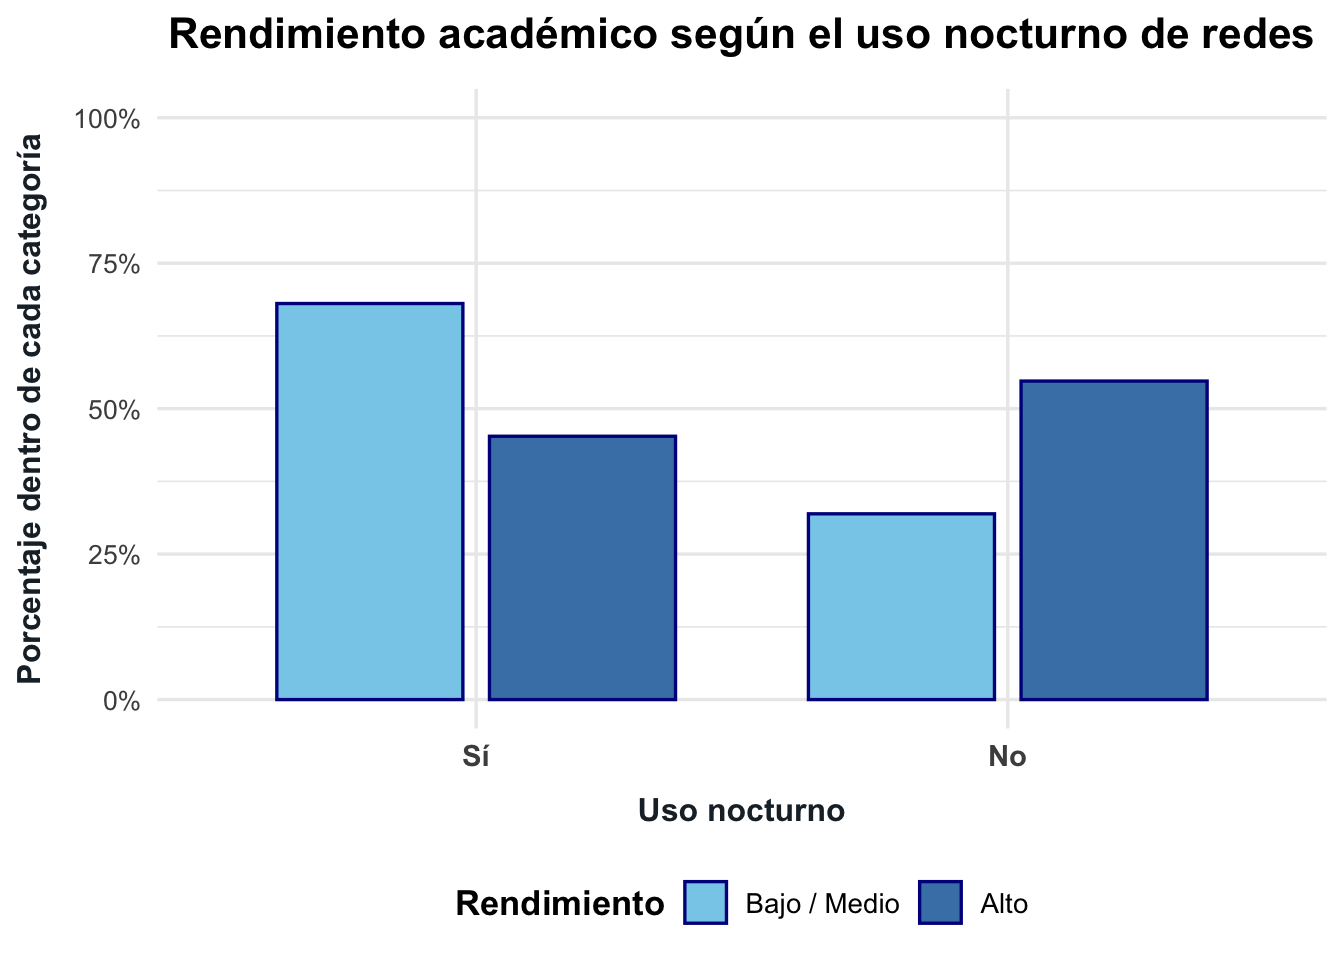 Rendimiento académico según el uso nocturno de redes
Porcentaje dentro de cada categoría
100%
75%
50%
25%
0%
Sí
No
Uso nocturno
Rendimiento
Bajo / Medio
Alto